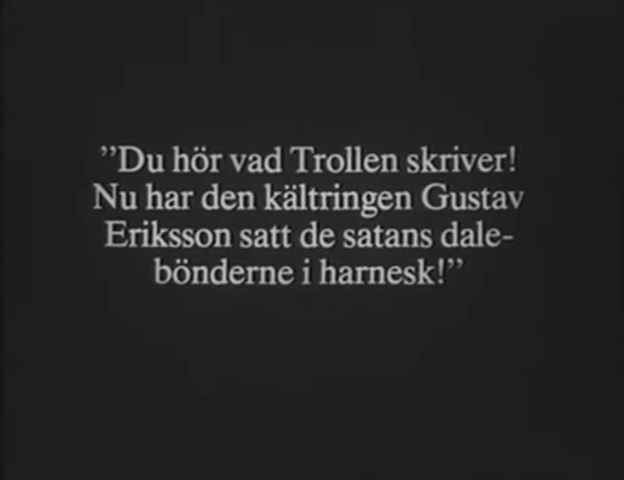 ”Du hör vad Trollen skriver!
Nu har den kältringen Gustav
Eriksson satt de satans dale-
bönderne i harnesk!”